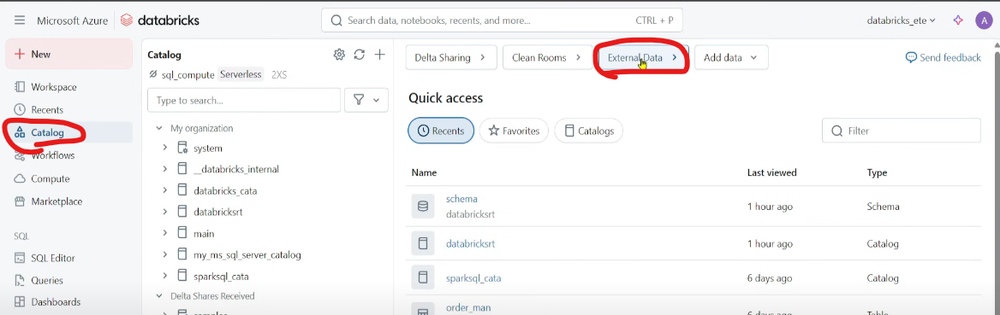 Microsoft Azure databricks
Search data, notebooks, recents, and more... CTRL + P
databricks_ete
A
New
Workspace
Recents
Catalog
Workflows
Compute
Marketplace
SQL
SQL Editor
Queries
Dashboards
Catalog
sql_compute Serverless 2XS
Type to search...
My organization
system
__databricks_internal
databricks_cata
databricksrt
main
my_ms_sql_server_catalog
sparksql_cata
Delta Shares Received
Delta Sharing Clean Rooms External Data Add data
Send feedback
Quick access
Recents Favorites Catalogs
Filter
Name Last viewed Type
schema
databricksrt
1 hour ago Schema
databricksrt 1 hour ago Catalog
sparksql_cata 6 days ago Catalog
order_man
6 days ago Table